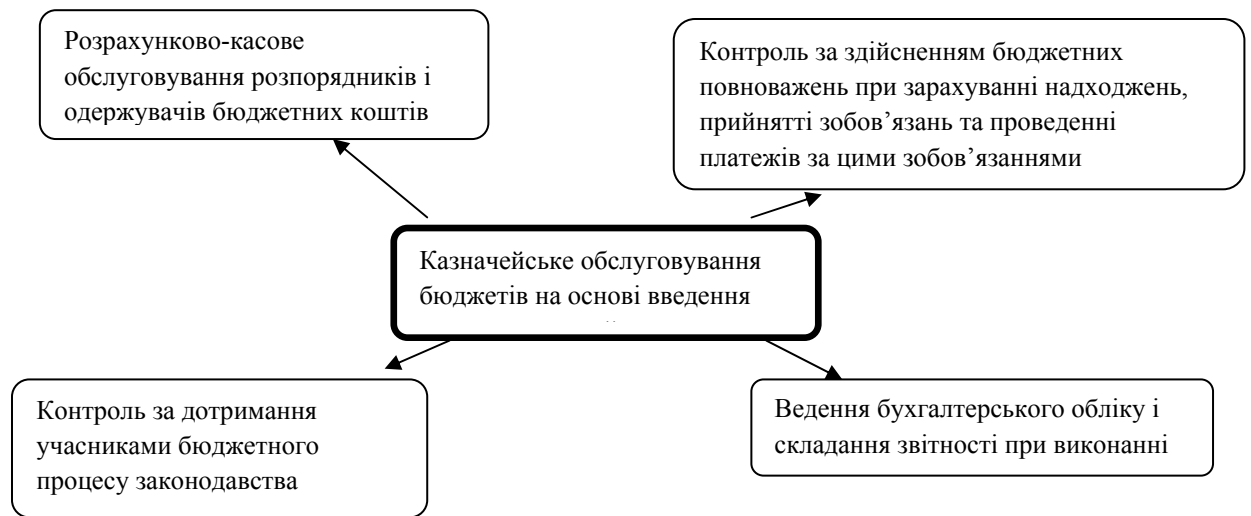 Розрахунково-касове
обслуговування розпорядників і
одержувачів бюджетних коштів
Контроль за здійсненням бюджетних
повноважень при зарахуванні надходжень,
прийнятті зобов’язань та проведенні
платежів за цими зобов’язаннями
Казначейське обслуговування
бюджетів на основі введення
Контроль за дотримання
учасниками бюджетного
процесу законодавства
Ведення бухгалтерського обліку і
складання звітності при виконанні